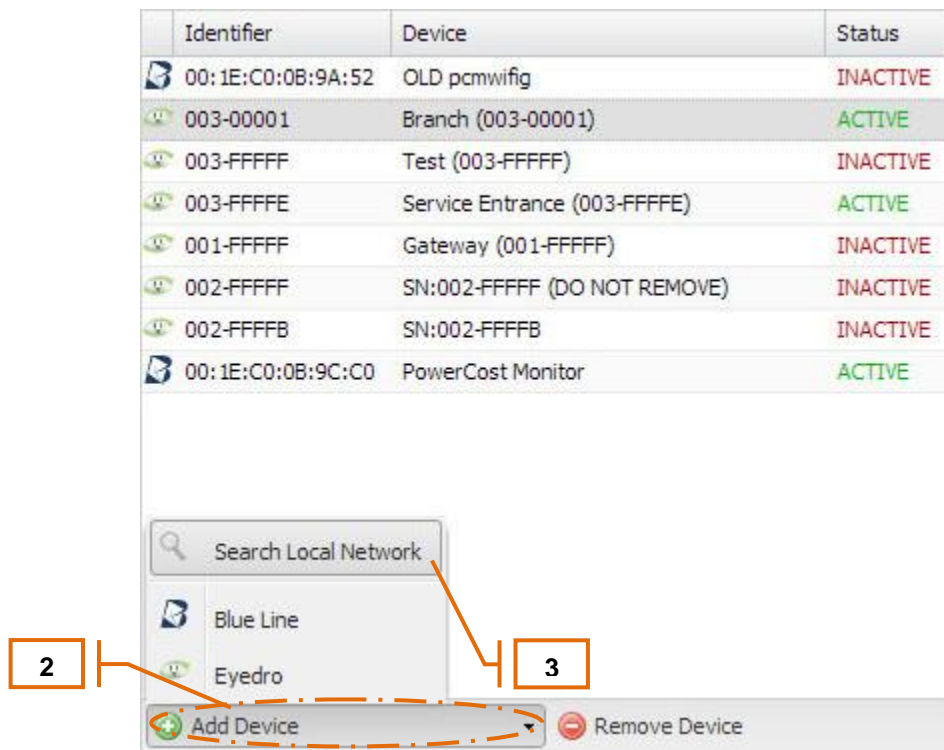 Identifier Device Status
00:1E:C0:0B:9A:52 OLD pcmwifig INACTIVE
003-00001 Branch (003-00001) ACTIVE
003-FFFFF Test (003-FFFFF) INACTIVE
003-FFFFE Service Entrance (003-FFFFE) ACTIVE
001-FFFFF Gateway (001-FFFFF) INACTIVE
002-FFFFF SN:002-FFFFF (DO NOT REMOVE) INACTIVE
002-FFFFB SN:002-FFFFB INACTIVE
00:1E:C0:0B:9C:C0 PowerCost Monitor ACTIVE
Search Local Network
Blue Line
2 Eyedro 3
Add Device Remove Device